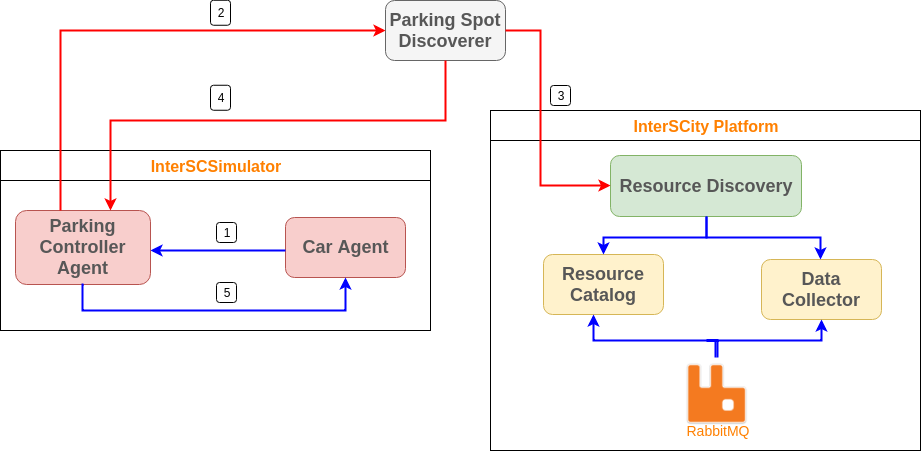 2
Parking Spot
Discoverer
4
3
InterSCity Platform
InterSCSimulator
Resource Discovery
Parking
Controller
Agent
1
Car Agent
5
Resource
Catalog
Data
Collector
RabbitMQ